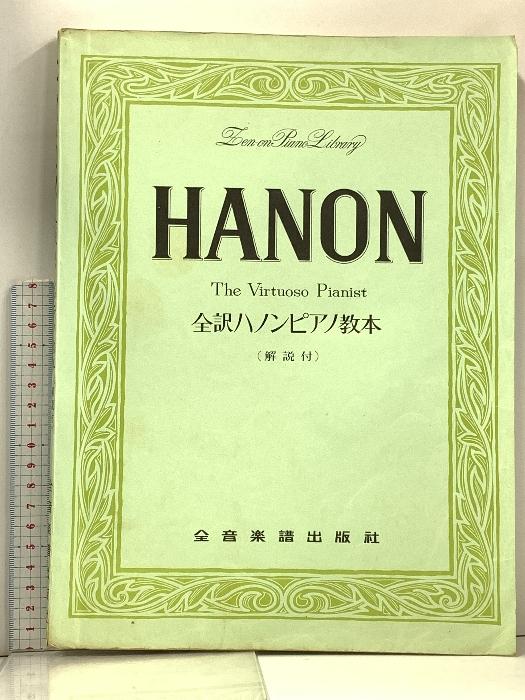 Zen-on Piano Library
HANON
The Virtuoso Pianist
全訳ハノンピアノ教本
(解説付)
全音楽譜出版社